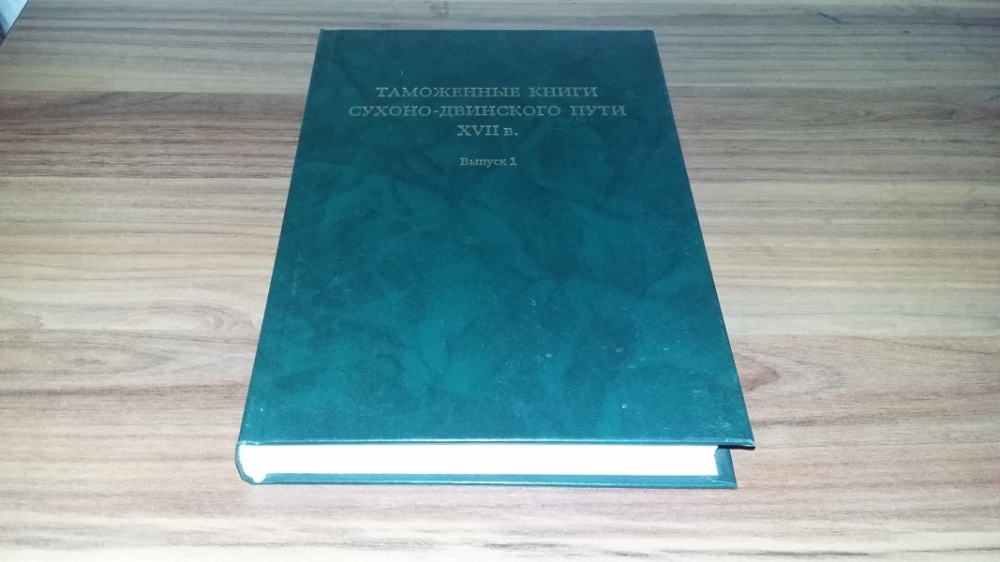 ТАМОЖЕННЫЕ КНИГИ
СУХОНО-ДВИНСКОГО ПУТИ
XVII в.
Выпуск 1